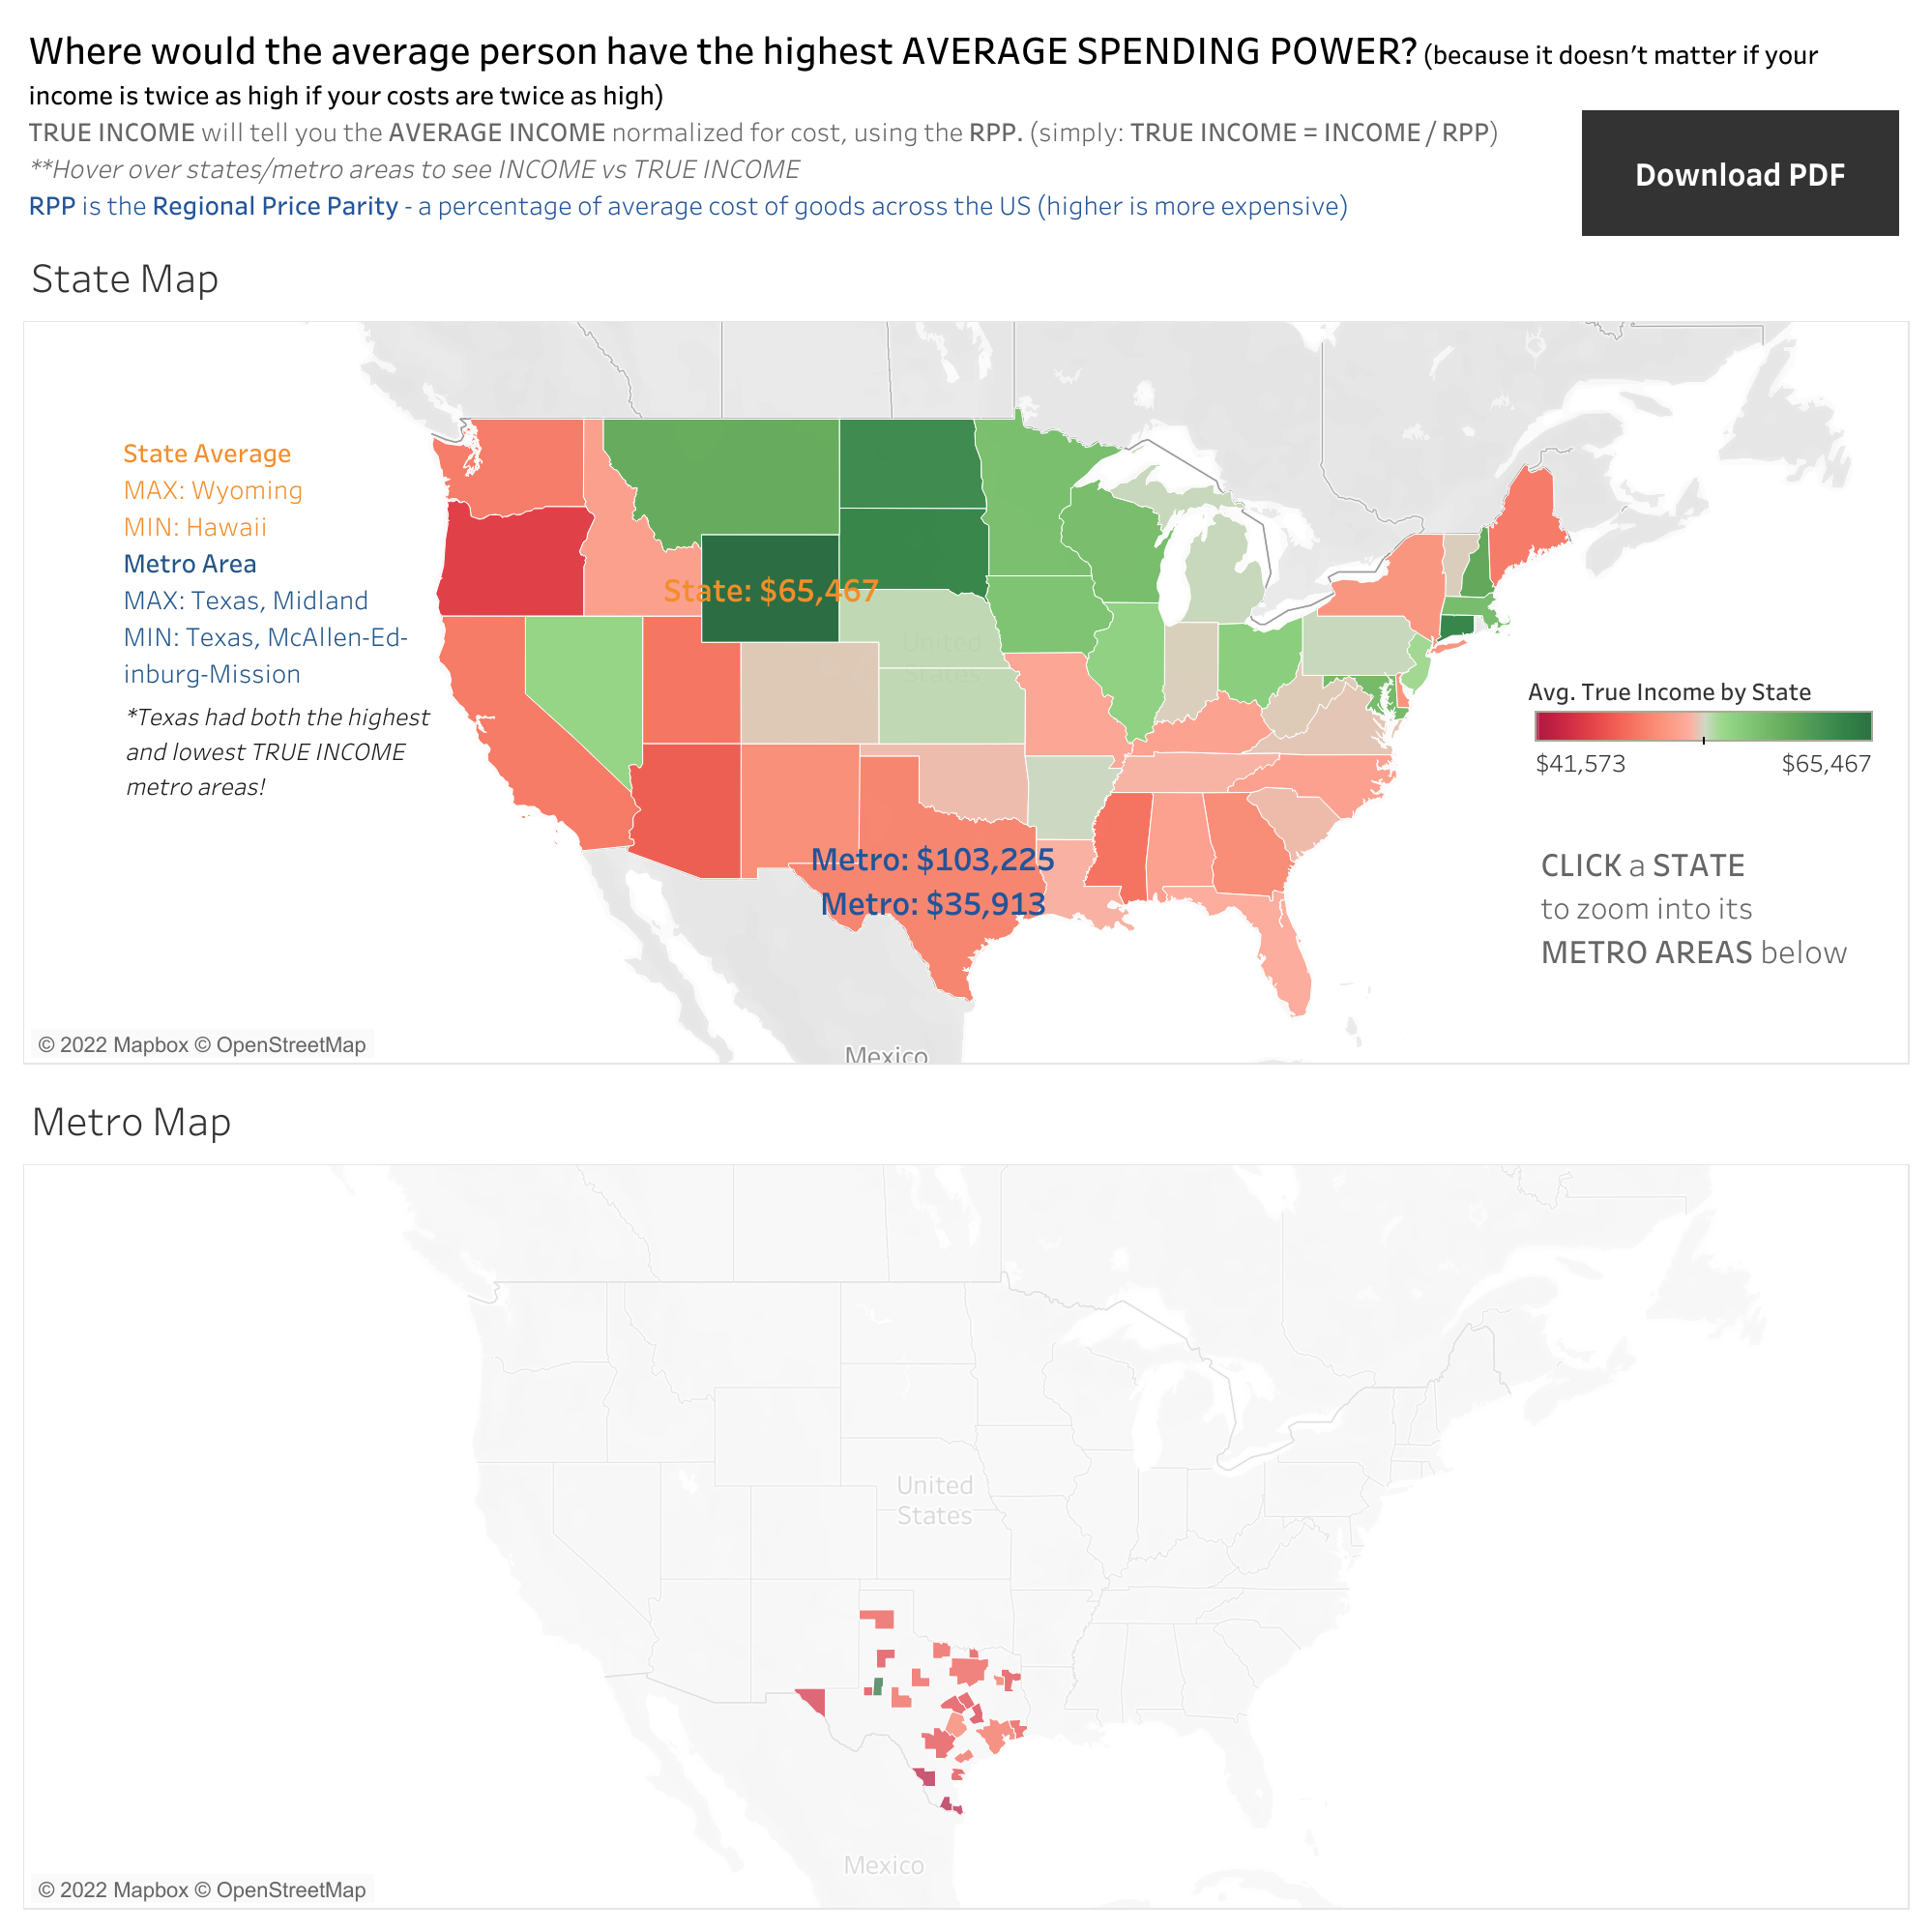 Where would the average person have the highest AVERAGE SPENDING POWER? (because it doesn't matter if your
income is twice as high if your costs are twice as high)
TRUE INCOME will tell you the AVERAGE INCOME normalized for cost, using the RPP. (simply: TRUE INCOME = INCOME / RPP)
**Hover over states/metro areas to see INCOME vs TRUE INCOME
RPP is the Regional Price Parity - a percentage of average cost of goods across the US (higher is more expensive)
Download PDF
State Map
State Average
MAX: Wyoming
MIN: Hawaii
Metro Area
MAX: Texas, Midland
MIN: Texas, McAllen-Ed-
inburg-Mission
*Texas had both the highest
and lowest TRUE INCOME
metro areas!
State: $65,467
United
States
Metro: $103,225
Metro: $35,913
Mexico
Avg. True Income by State
$41,573 $65,467
CLICK a STATE
to zoom into its
METRO AREAS below
© 2022 Mapbox © OpenStreetMap
Metro Map
United
States
Mexico
© 2022 Mapbox © OpenStreetMap